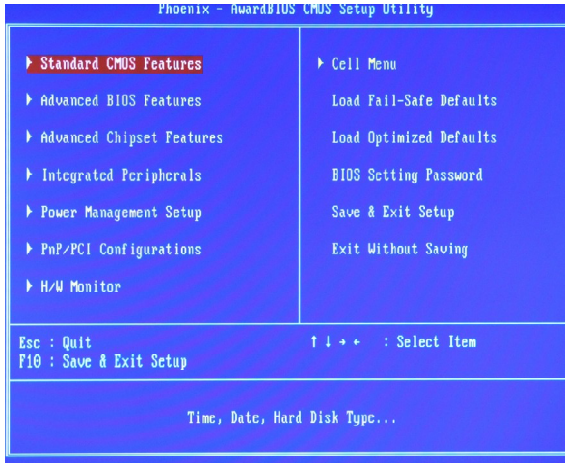 Phoenix - AwardBIOS CMOS Setup Utility
Standard CMOS Features
Advanced BIOS Features
Advanced Chipset Features
Integrated Peripherals
Power Management Setup
PnP/PCI Configurations
H/W Monitor
Cell Menu
Load Fail-Safe Defaults
Load Optimized Defaults
BIOS Setting Password
Save & Exit Setup
Exit Without Saving
Esc : Quit
F10 : Save & Exit Setup
↑ ↓ → ← : Select Item
Time, Date, Hard Disk Type...